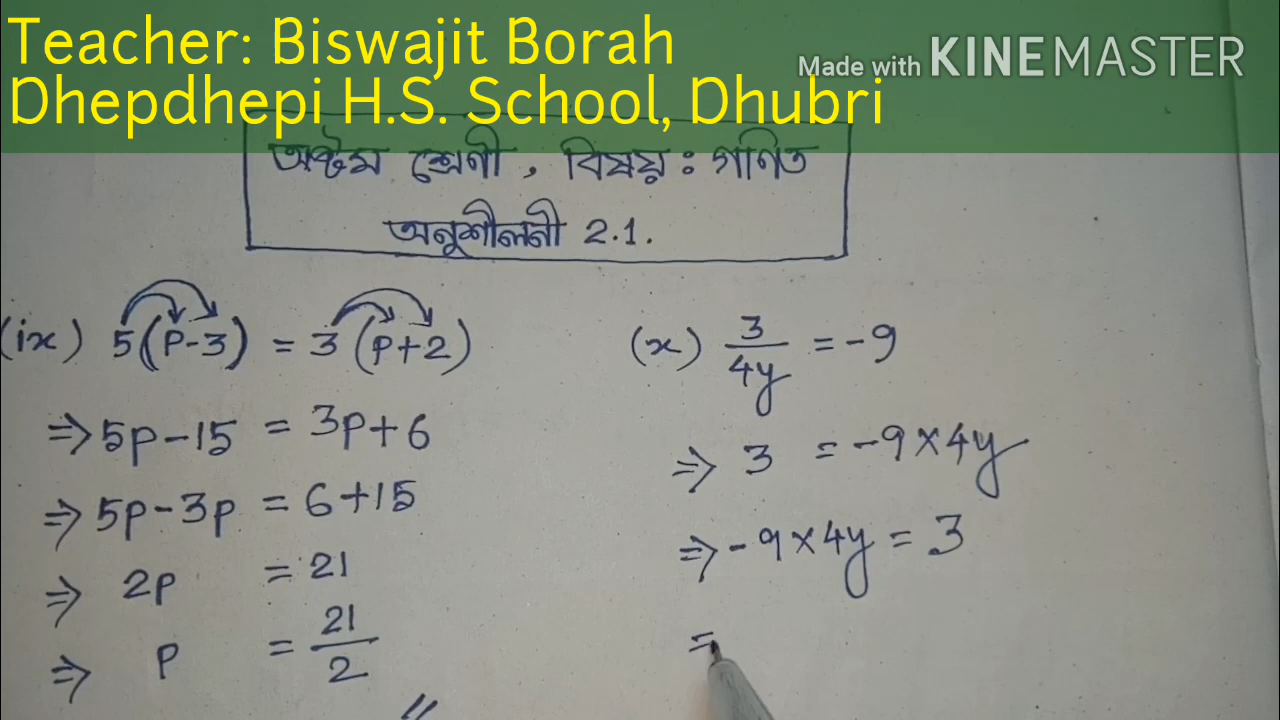 Teacher: Biswajit Borah
Made with KINEMASTER
Dhepdhepi H.S. School, Dhubri
অষ্টম শ্রেণী , বিষয় : গণিত
অনুশীলনী 2.1.
(ix) 5(p-3) = 3(p+2)
⇒ 5p-15 = 3p+6
⇒ 5p-3p = 6+15
⇒ 2p = 21
⇒ p = 21/2
(x) 3/4y = -9
⇒ 3 = -9×4y
⇒ -9×4y = 3
=